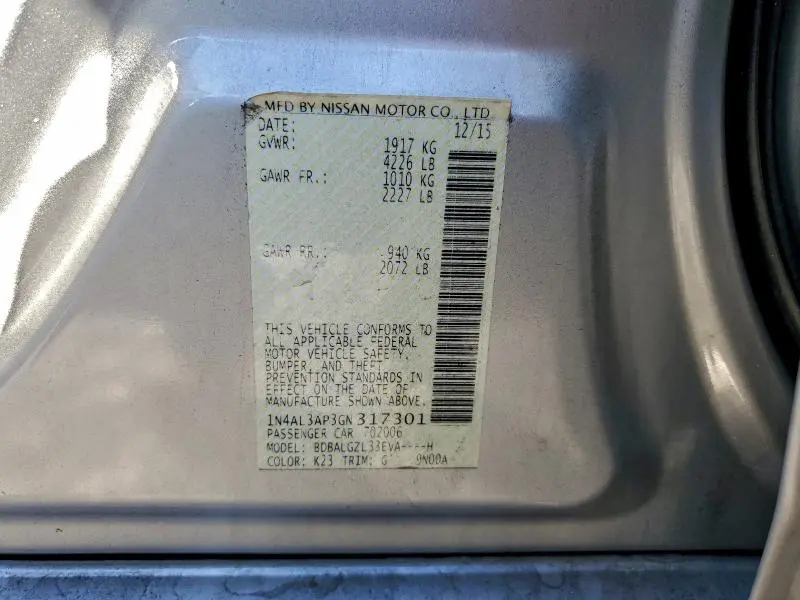 MFD BY NISSAN MOTOR CO., LTD
DATE: 12/15
GVWR: 1917 KG
4226 LB
GAWR FR.: 1010 KG
2227 LB
GAWR RR.: 940 KG
2072 LB
THIS VEHICLE CONFORMS TO
ALL APPLICABLE FEDERAL
MOTOR VEHICLE SAFETY,
BUMPER, AND THEFT
PREVENTION STANDARDS IN
EFFECT ON THE DATE OF
MANUFACTURE SHOWN ABOVE.
1N4AL3AP3GN317301
PASSENGER CAR 702006
MODEL: BDBALGZL33EVA----H
COLOR: K23 TRIM: